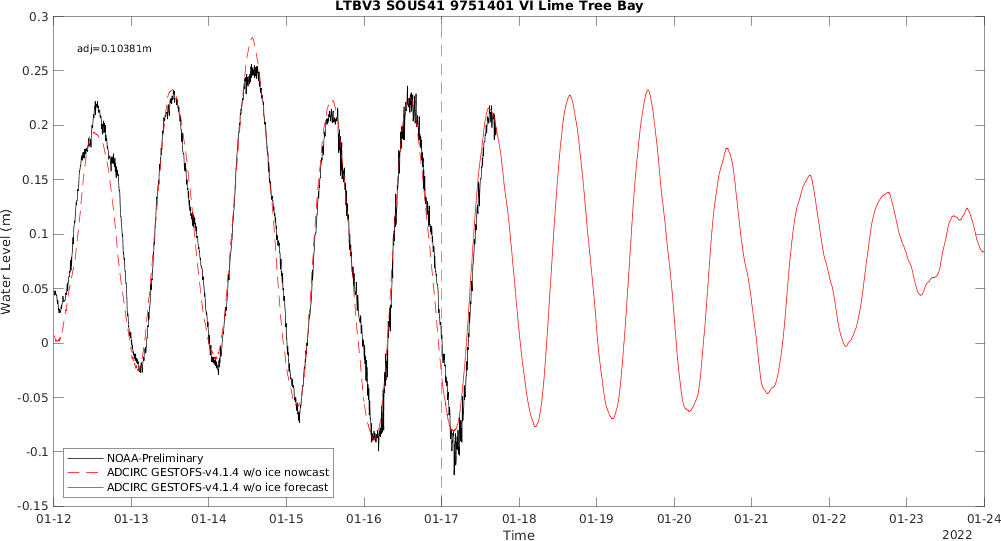 LTBV3 SOUS41 9751401 VI Lime Tree Bay
0.3
adj=0.10381m
0.25
0.2
0.15
0.1
0.05
0
-0.05
-0.1
-0.15
Water Level (m)
NOAA-Preliminary
ADCIRC GESTOFS-v4.1.4 w/o ice nowcast
ADCIRC GESTOFS-v4.1.4 w/o ice forecast
01-12 01-13 01-14 01-15 01-16 01-17 01-18 01-19 01-20 01-21 01-22 01-23 01-24
Time
2022